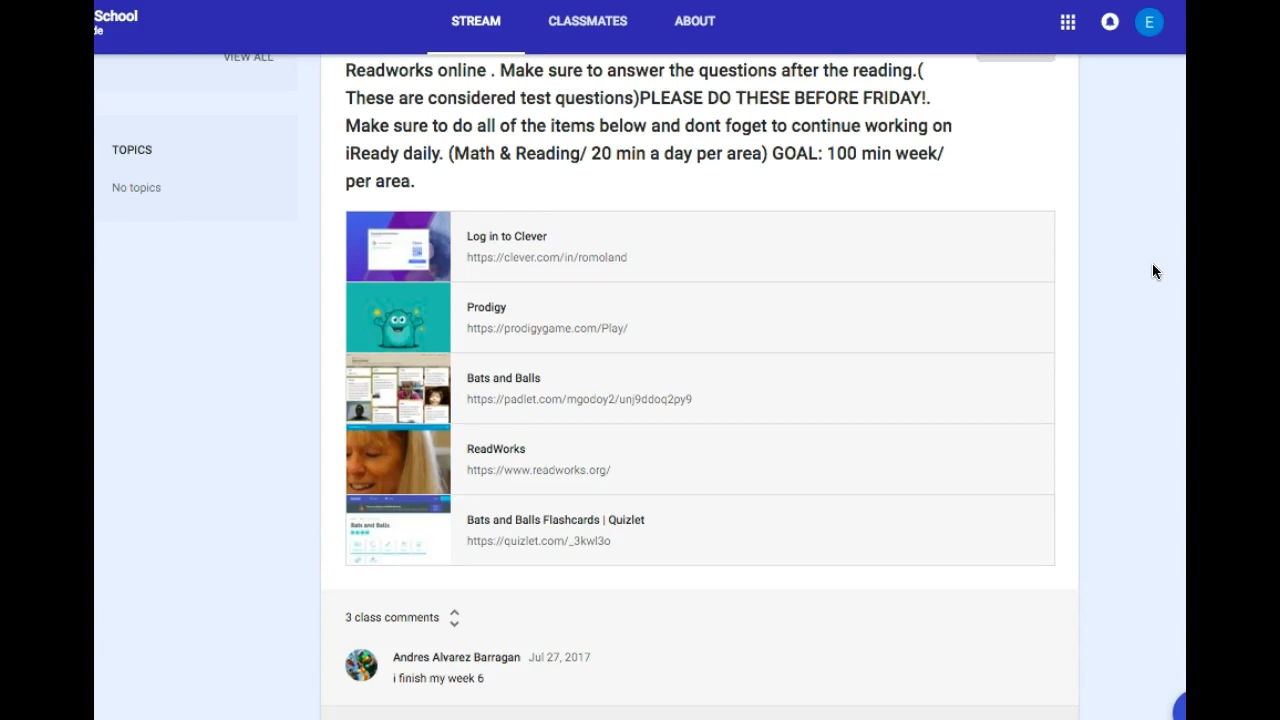 School
de
STREAM
CLASSMATES
ABOUT
E
VIEW ALL
TOPICS
No topics
Readworks online . Make sure to answer the questions after the reading.(
These are considered test questions)PLEASE DO THESE BEFORE FRIDAY!.
Make sure to do all of the items below and dont foget to continue working on
iReady daily. (Math & Reading/ 20 min a day per area) GOAL: 100 min week/
per area.
Log in to Clever
https://clever.com/in/romoland
Prodigy
https://prodigygame.com/Play/
Bats and Balls
https://padlet.com/mgodoy2/unj9ddoq2py9
ReadWorks
https://www.readworks.org/
Bats and Balls
Bats and Balls Flashcards | Quizlet
https://quizlet.com/_3kwl3o
3 class comments
Andres Alvarez Barragan Jul 27, 2017
i finish my week 6